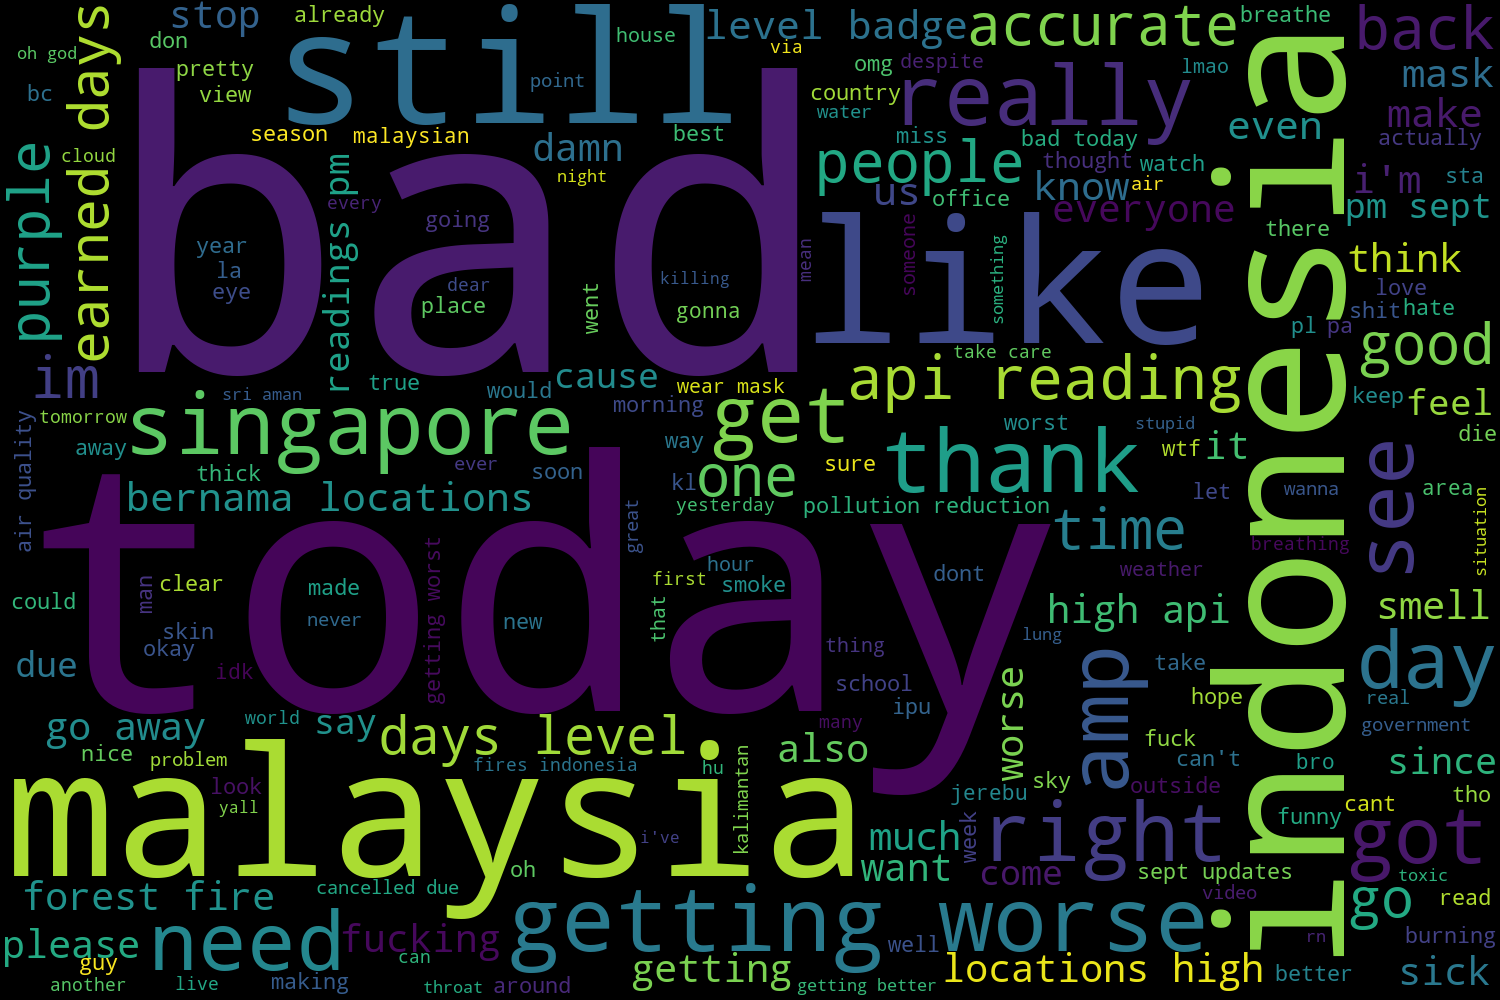 oh god
bc
earned days
stop
don
pretty
view
already
still
house
point
level badge
via
accurate
breathe
back
omg
despite
lmao
mask
country
really
water
make
season
malaysian
damn
best
miss
bad today
even
actually
cloud
night
people
thought
watch
air
i'm
sta
purple
readings pm
every
bad
us
office
know
everyone
pm sept
going
like
someone
there
year
la
eye
dear
killing
mean
something
think
love
place
went
gonna
indonesia
shit
hate
pl
pa
good
im
true
would
cause
wear mask
take care
api reading
sri aman
morning
get
keep
feel
tomorrow
singapore
way
sure
worst
stupid
die
away
air quality
thick
ever
soon
kl
one
thank
wtf
it
see
bernama locations
yesterday
pollution reduction
let
wanna
area
great
time
breathing
situation
today
getting worst
man
clear
made
first
hour
smoke
dont
weather
could
skin
never
new
that
high api
smell
okay
lung
due
idk
thing
school
amp
take
day
many
ipu
worse
hope
real
go away
world
say
days level
also
government
nice
problem
fires indonesia
hu
kalimantan
fuck
can't
bro
since
look
yall
sky
outside
malaysia
i've
jerebu
week
right
funny
cant
tho
much
got
oh
want
come
sept updates
toxic
forest fire
cancelled due
video
go
read
please
need
fucking
getting worse
well
rn
burning
guy
can
getting
locations high
better
sick
another
live
making
throat
around
getting better